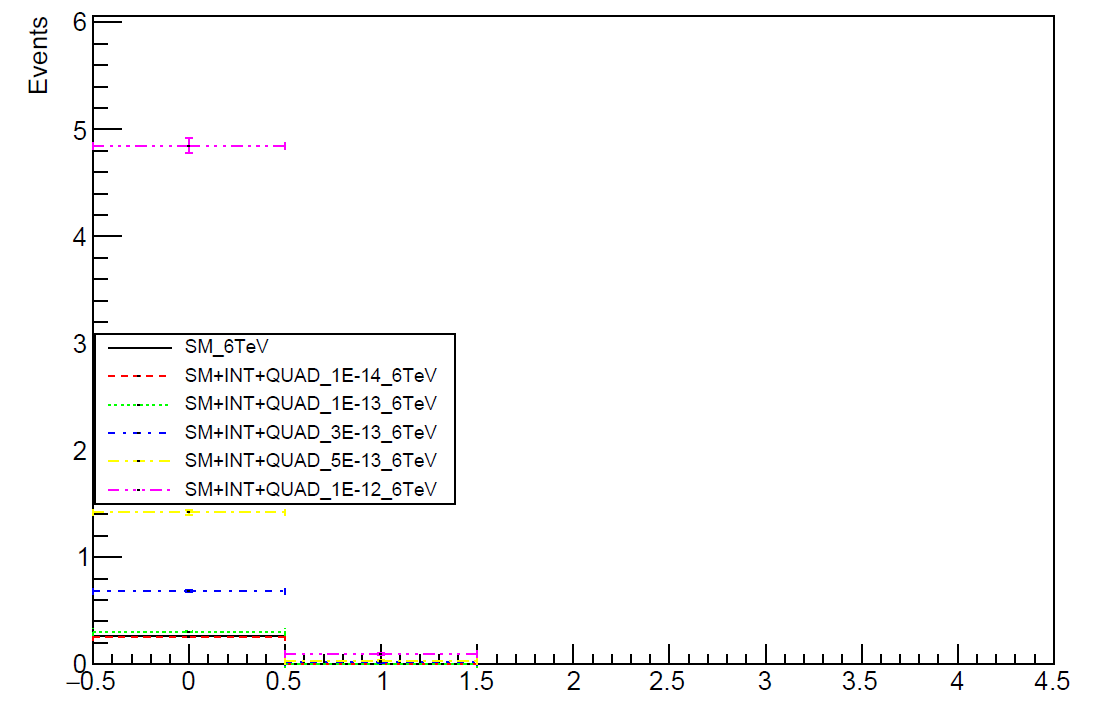 Events
6
5
4
3
2
1
0
SM_6TeV
SM+INT+QUAD_1E-14_6TeV
SM+INT+QUAD_1E-13_6TeV
SM+INT+QUAD_3E-13_6TeV
SM+INT+QUAD_5E-13_6TeV
SM+INT+QUAD_1E-12_6TeV
−0.5 0 0.5 1 1.5 2 2.5 3 3.5 4 4.5